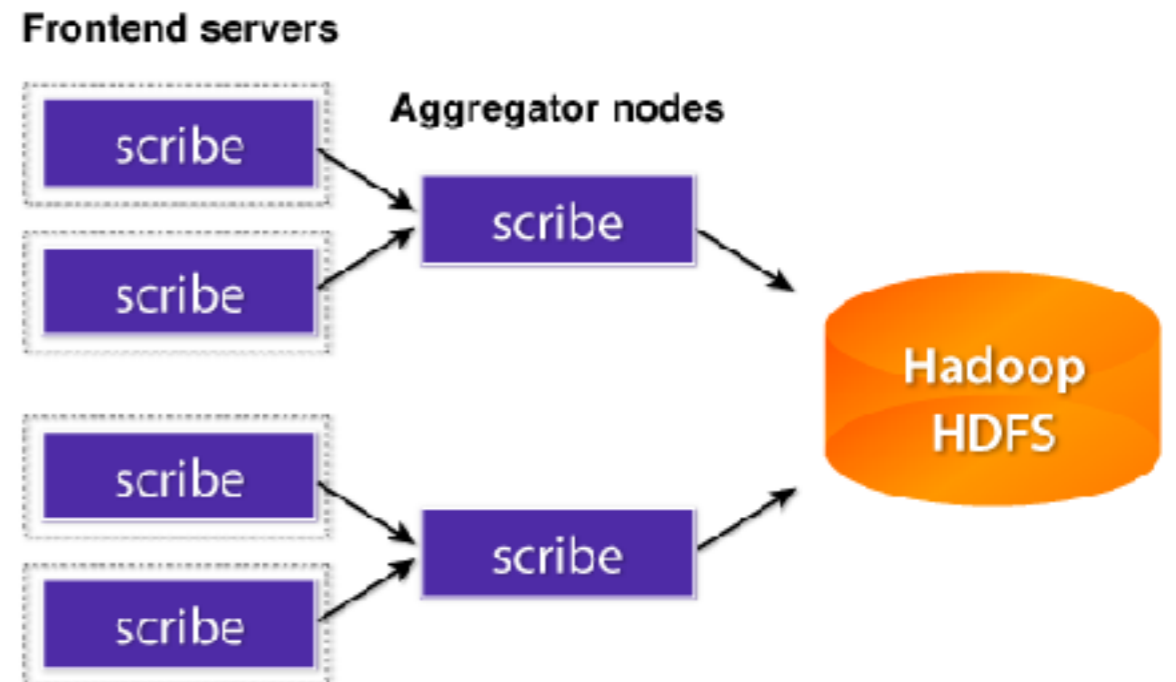 Frontend servers
Aggregator nodes
scribe
scribe
scribe
scribe
scribe
scribe
Hadoop
HDFS